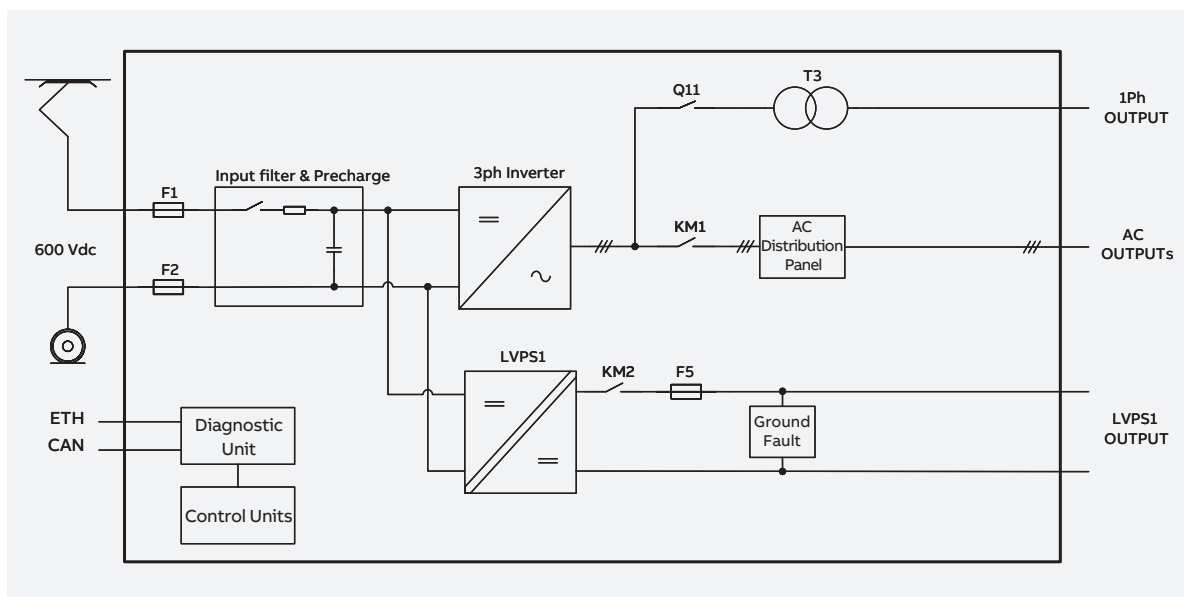 T3
Q11
1Ph
OUTPUT
Input filter & Precharge
3ph Inverter
F1
KM1
AC
Distribution
Panel
AC
OUTPUTs
600 Vdc
F2
LVPS1
KM2
F5
ETH
CAN
Diagnostic
Unit
Ground
Fault
LVPS1
OUTPUT
Control Units